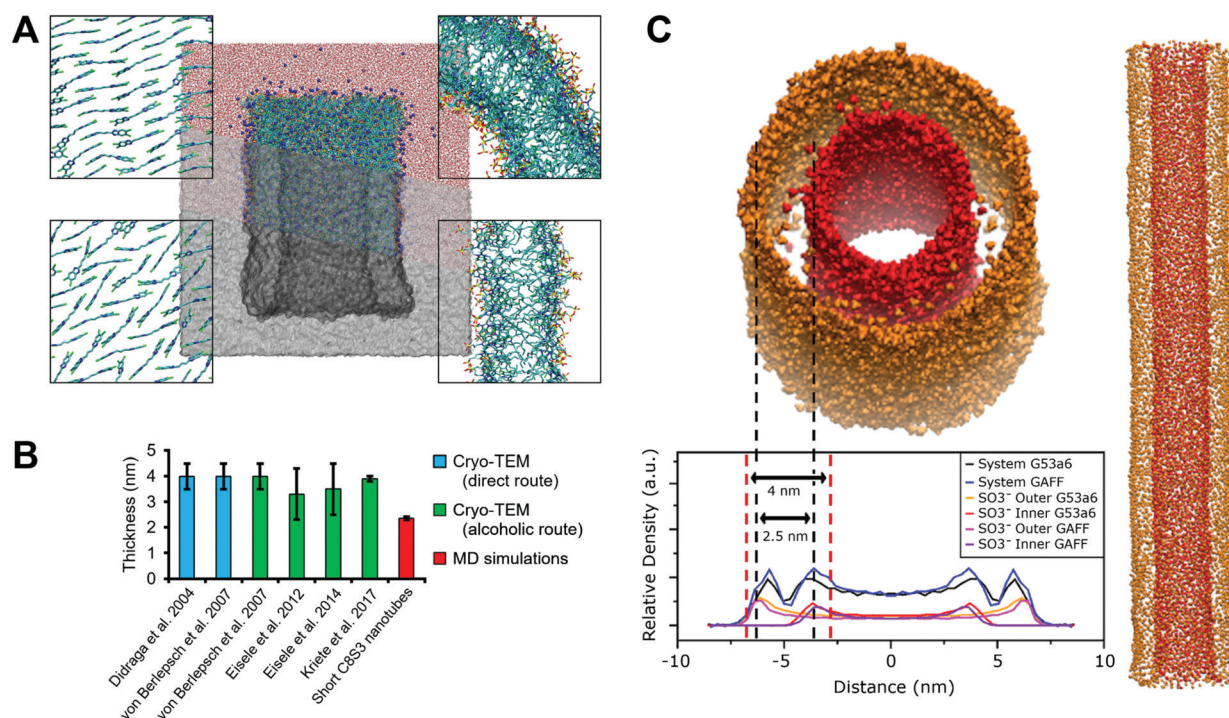 A
B
5
4
3
2
1
0
Thickness (nm)
Didraga et al. 2004
von Berlepsch et al. 2007
von Berlepsch et al. 2007
Eisele et al. 2012
Eisele et al. 2014
Kriete et al. 2017
Short C8S3 nanotubes
Cryo-TEM
(direct route)
Cryo-TEM
(alcoholic route)
MD simulations
C
Relative Density (a.u.)
4 nm
2.5 nm
System G53a6
System GAFF
SO3⁻ Outer G53a6
SO3⁻ Inner G53a6
SO3⁻ Outer GAFF
SO3⁻ Inner GAFF
-10 -5 0 5 10
Distance (nm)